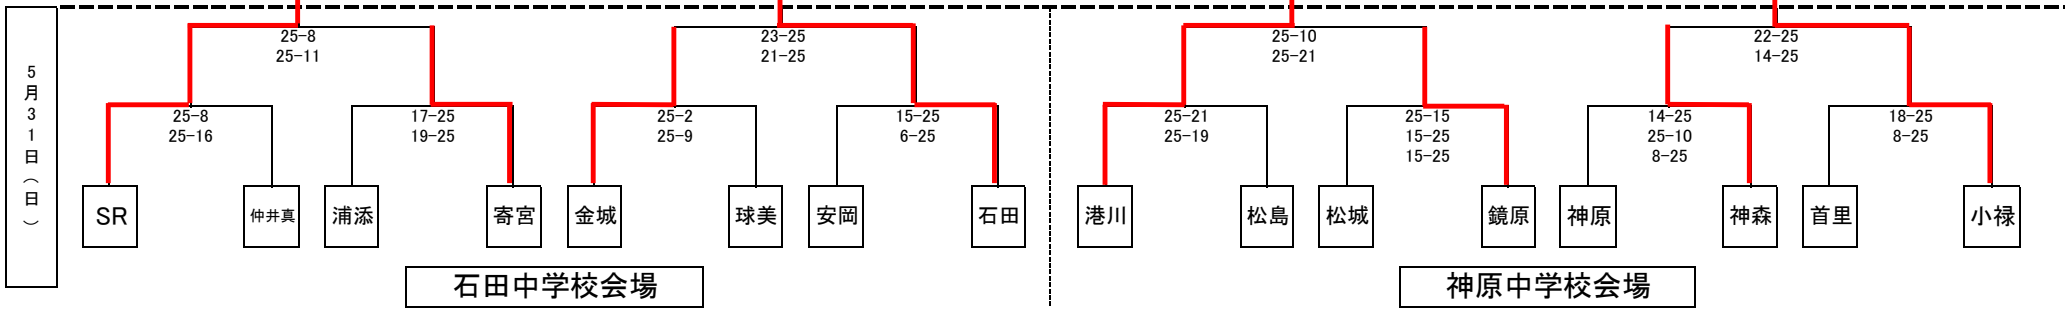 5月31日(日)
25-8
25-11
23-25
21-25
25-10
25-21
22-25
14-25
25-8
25-16
17-25
19-25
25-2
25-9
15-25
6-25
25-21
25-19
25-15
15-25
15-25
14-25
25-10
8-25
18-25
8-25
SR
仲井真
浦添
寄宮
金城
球美
安岡
石田
港川
松島
松城
鏡原
神原
神森
首里
小禄
石田中学校会場
神原中学校会場